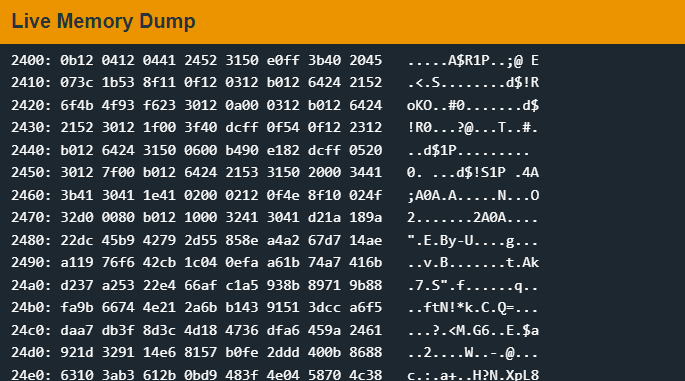 Live Memory Dump
2400: 0b12 0412 0441 2452 3150 e0ff 3b40 2045 .....A$R1P..;@ E
2410: 073c 1b53 8f11 0f12 0312 b012 6424 2152 .<.S........d$!R
2420: 6f4b 4f93 f623 3012 0a00 0312 b012 6424 oKO..#0.......d$
2430: 2152 3012 1f00 3f40 dcff 0f54 0f12 2312 !R0...?@...T..#.
2440: b012 6424 3150 0600 b490 e182 dcff 0520 ..d$1P......... 
2450: 3012 7f00 b012 6424 2153 3150 2000 3441 0. ...d$!S1P .4A
2460: 3b41 3041 1e41 0200 0212 0f4e 8f10 024f ;A0A.A.....N...O
2470: 32d0 0080 b012 1000 3241 3041 d21a 189a 2.......2A0A....
2480: 22dc 45b9 4279 2d55 858e a4a2 67d7 14ae ".E.By-U....g...
2490: a119 76f6 42cb 1c04 0efa a61b 74a7 416b ..v.B.......t.Ak
24a0: d237 a253 22e4 66af c1a5 938b 8971 9b88 .7.S".f......q..
24b0: fa9b 6674 4e21 2a6b b143 9151 3dcc a6f5 ..ftN!*k.C.Q=...
24c0: daa7 db3f 8d3c 4d18 4736 dfa6 459a 2461 ...?.<M.G6..E.$a
24d0: 921d 3291 14e6 8157 b0fe 2ddd 400b 8688 ..2....W..-.@...
24e0: 6310 3ab3 612b 0bd9 483f 4e04 5870 4c38 c.:.a+..H?N.XpL8